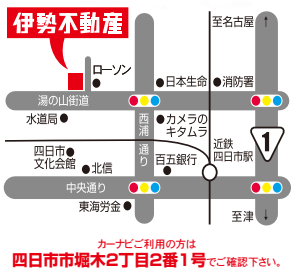 伊勢不動産
至名古屋
ローソン
日本生命
消防署
湯の山街道
水道局
西浦通り
カメラの
キタムラ
1
四日市
文化会館
北信
百五銀行
近鉄
四日市駅
中央通り
東海労金
至津
カーナビご利用の方は
四日市市堀木2丁目2番1号でご確認下さい。